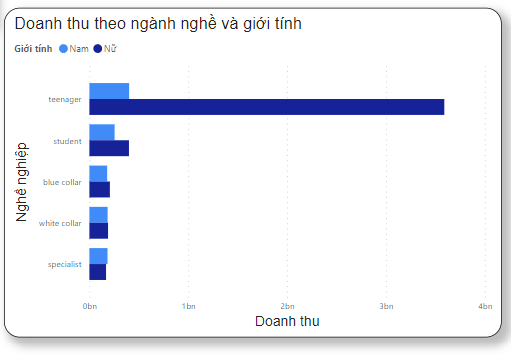 Doanh thu theo ngành nghề và giới tính
Giới tính Nam Nữ
Nghề nghiệp
teenager
student
blue collar
white collar
specialist
0bn 1bn 2bn 3bn 4bn
Doanh thu